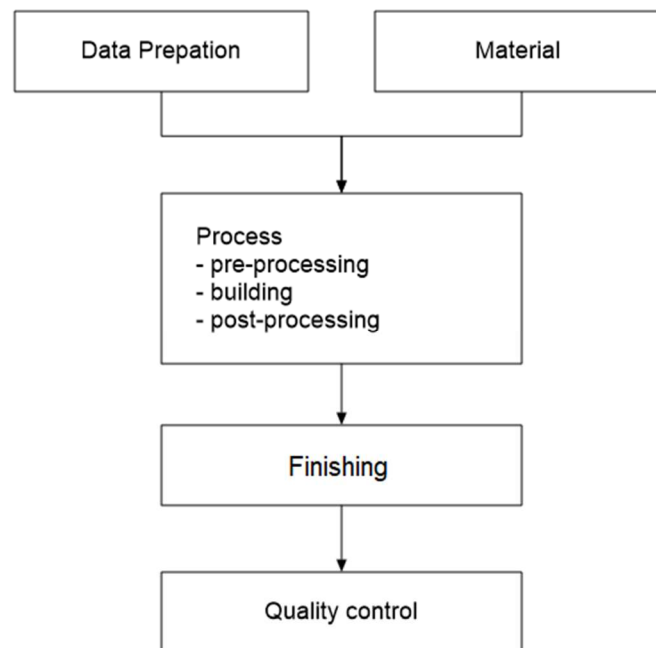 Data Prepation
Material
Process
- pre-processing
- building
- post-processing
Finishing
Quality control